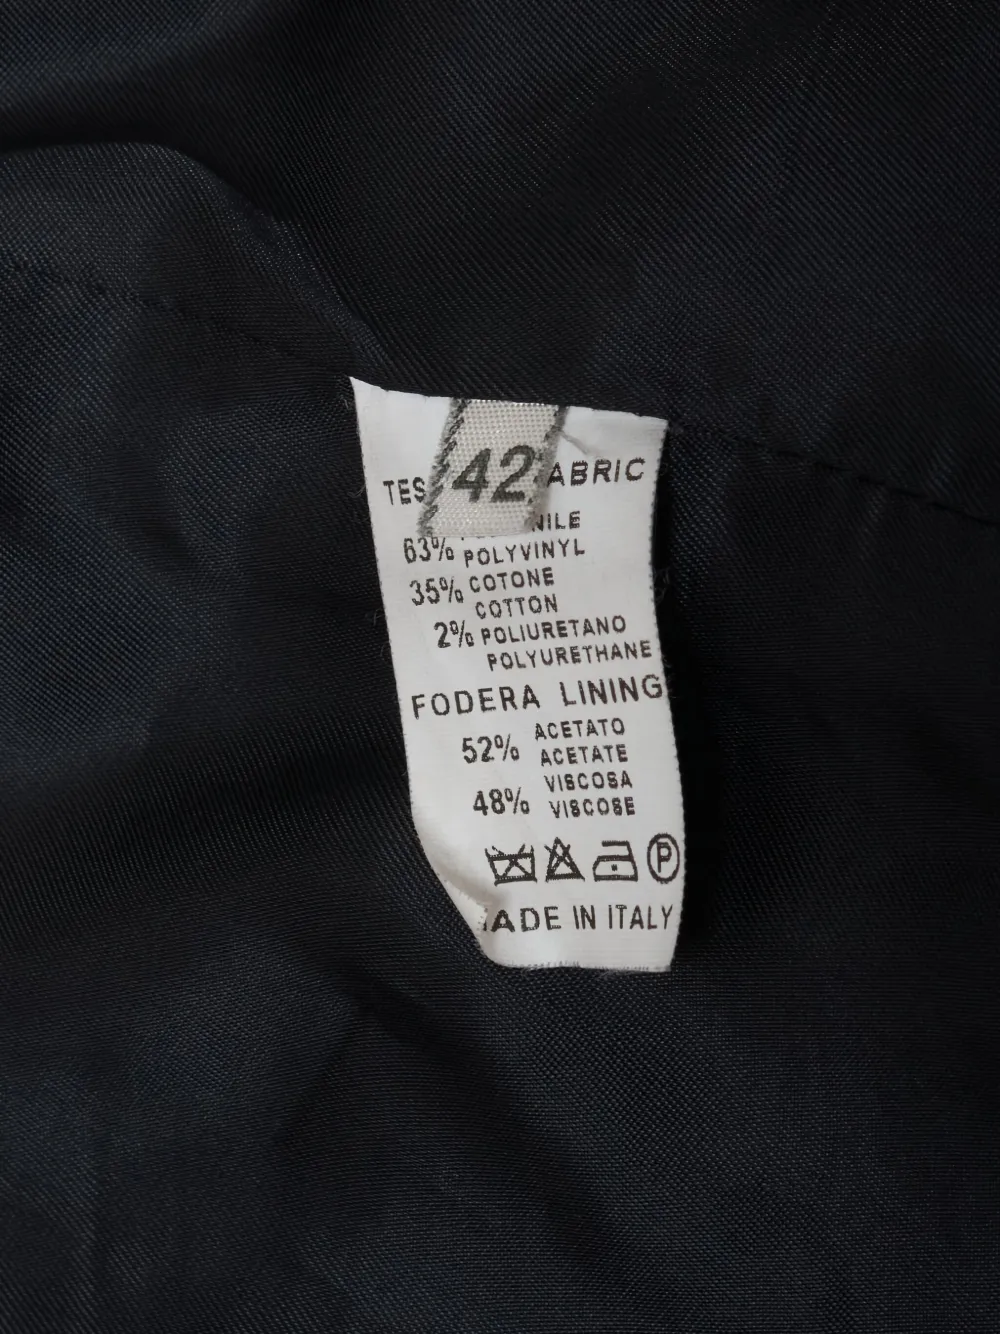 42
TES ABRIC
NILE
63% POLYVINYL
35% COTONE
COTTON
2% POLIURETANO
POLYURETHANE
FODERA LINING
52% ACETATO
ACETATE
48% VISCOSA
VISCOSE
P
ADE IN ITALY